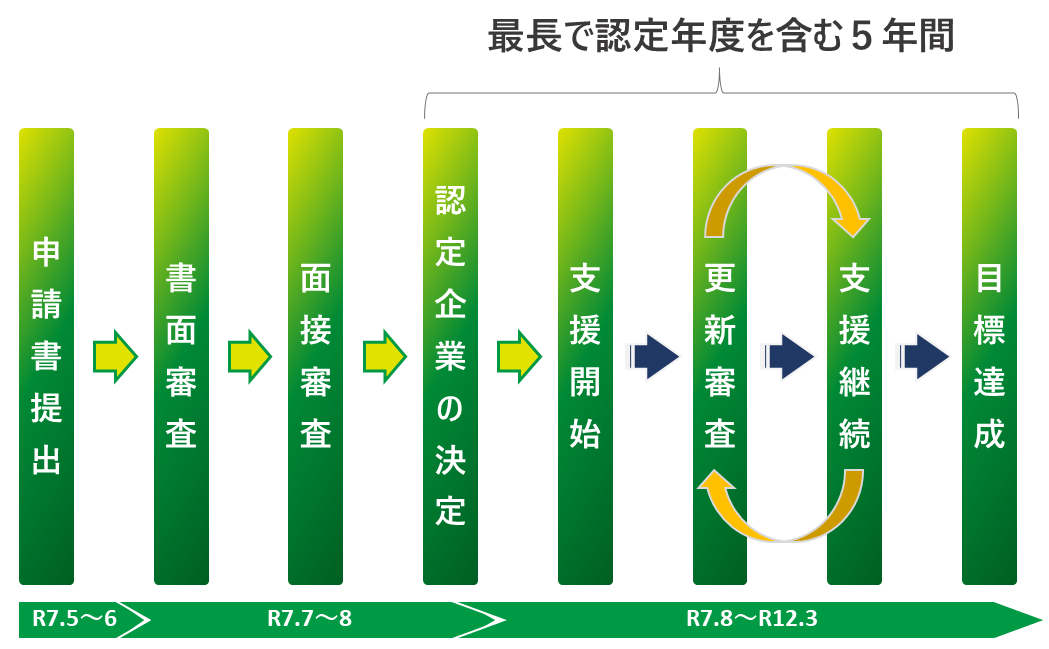 最長で認定年度を含む５年間
申請書提出
書面審査
面接審査
認定企業の決定
支援開始
更新審査
支援継続
目標達成
R7.5～6
R7.7～8
R7.8～R12.3